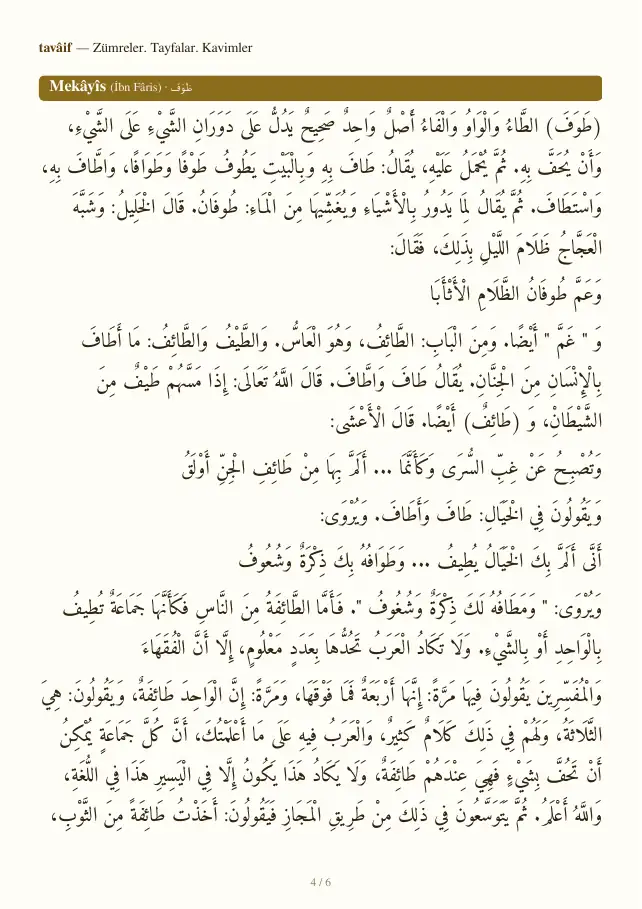 tavâif — Zümreler. Tayfalar. Kavimler
Mekâyîs (İbn Fâris) · طَوَفَ
(طَوَفَ) الطَّاءُ وَالْوَاوُ وَالْفَاءُ أَصْلٌ وَاحِدٌ صَحِيحٌ يَدُلُّ عَلَى دَوَرَانِ الشَّيْءِ عَلَى الشَّيْءِ،
وَأَنْ يُحَفَّ بِهِ. ثُمَّ يُحْمَلُ عَلَيْهِ، يُقَالُ: طَافَ بِهِ وَبِالْبَيْتِ يَطُوفُ طَوْفًا وَطَوَافًا، وَاطَّافَ بِهِ،
وَاسْتَطَافَ. ثُمَّ يُقَالُ لِمَا يَدُورُ بِالْأَشْيَاءِ وَيُغَشِّيهَا مِنَ الْمَاءِ: طُوفَانُ. قَالَ الْخَلِيلُ: وَشَبَّهَ
الْعَجَّاجُ ظَلَامَ اللَّيْلِ بِذَلِكَ، فَقَالَ:
وَعَمَّ طُوفَانُ الظَّلَامِ الْأَثْأَبَا
وَ " غَمَّ " أَيْضًا. وَمِنَ الْبَابِ: الطَّائِفُ، وَهُوَ الْعَاسُّ. وَالطَّيْفُ وَالطَّائِفُ: مَا أَطَافَ
بِالْإِنْسَانِ مِنَ الْجِنَّانِ. يُقَالُ طَافَ وَاطَّافَ. قَالَ اللَّهُ تَعَالَى: إِذَا مَسَّهُمْ طَيْفٌ مِنَ
الشَّيْطَانِ، وَ (طَائِفٌ) أَيْضًا. قَالَ الْأَعْشَى:
وَتُصْبِحُ عَنْ غِبِّ السُّرَى وَكَأَنَّمَا ... أَلَمَّ بِهَا مِنْ طَائِفِ الْجِنِّ أَوْلَقُ
وَيَقُولُونَ فِي الْخَيَالِ: طَافَ وَأَطَافَ. وَيُرْوَى:
أَنَّى أَلَمَّ بِكَ الْخَيَالُ يُطِيفُ ... وَطَوَافُهُ بِكَ ذِكْرَةٌ وَشُعُوفُ
وَيُرْوَى: " وَمَطَافُهُ لَكَ ذِكْرَةٌ وَشُغُوفُ ". فَأَمَّا الطَّائِفَةُ مِنَ النَّاسِ فَكَأَنَّهَا جَمَاعَةٌ تُطِيفُ
بِالْوَاحِدِ أَوْ بِالشَّيْءِ. وَلَا تَكَادُ الْعَرَبُ تَحُدُّهَا بِعَدَدٍ مَعْلُومٍ، إِلَّا أَنَّ الْفُقَهَاءَ
وَالْمُفَسِّرِينَ يَقُولُونَ فِيهَا مَرَّةً: إِنَّهَا أَرْبَعَةٌ فَمَا فَوْقَهَا، وَمَرَّةً: إِنَّ الْوَاحِدَ طَائِفَةٌ، وَيَقُولُونَ: هِيَ
الثَّلَاثَةُ، وَلَهُمْ فِي ذَلِكَ كَلَامٌ كَثِيرٌ، وَالْعَرَبُ فِيهِ عَلَى مَا أَعْلَمْتُكَ، أَنَّ كُلَّ جَمَاعَةٍ يُمْكِنُ
أَنْ تَحُفَّ بِشَيْءٍ فَهِيَ عِنْدَهُمْ طَائِفَةٌ، وَلَا يَكَادُ هَذَا يَكُونُ إِلَّا فِي الْيَسِيرِ هَذَا فِي اللُّغَةِ،
وَاللَّهُ أَعْلَمُ. ثُمَّ يَتَوَسَّعُونَ فِي ذَلِكَ مِنْ طَرِيقِ الْمَجَازِ فَيَقُولُونَ: أَخَذْتُ طَائِفَةً مِنَ الثَّوْبِ،
4 / 6